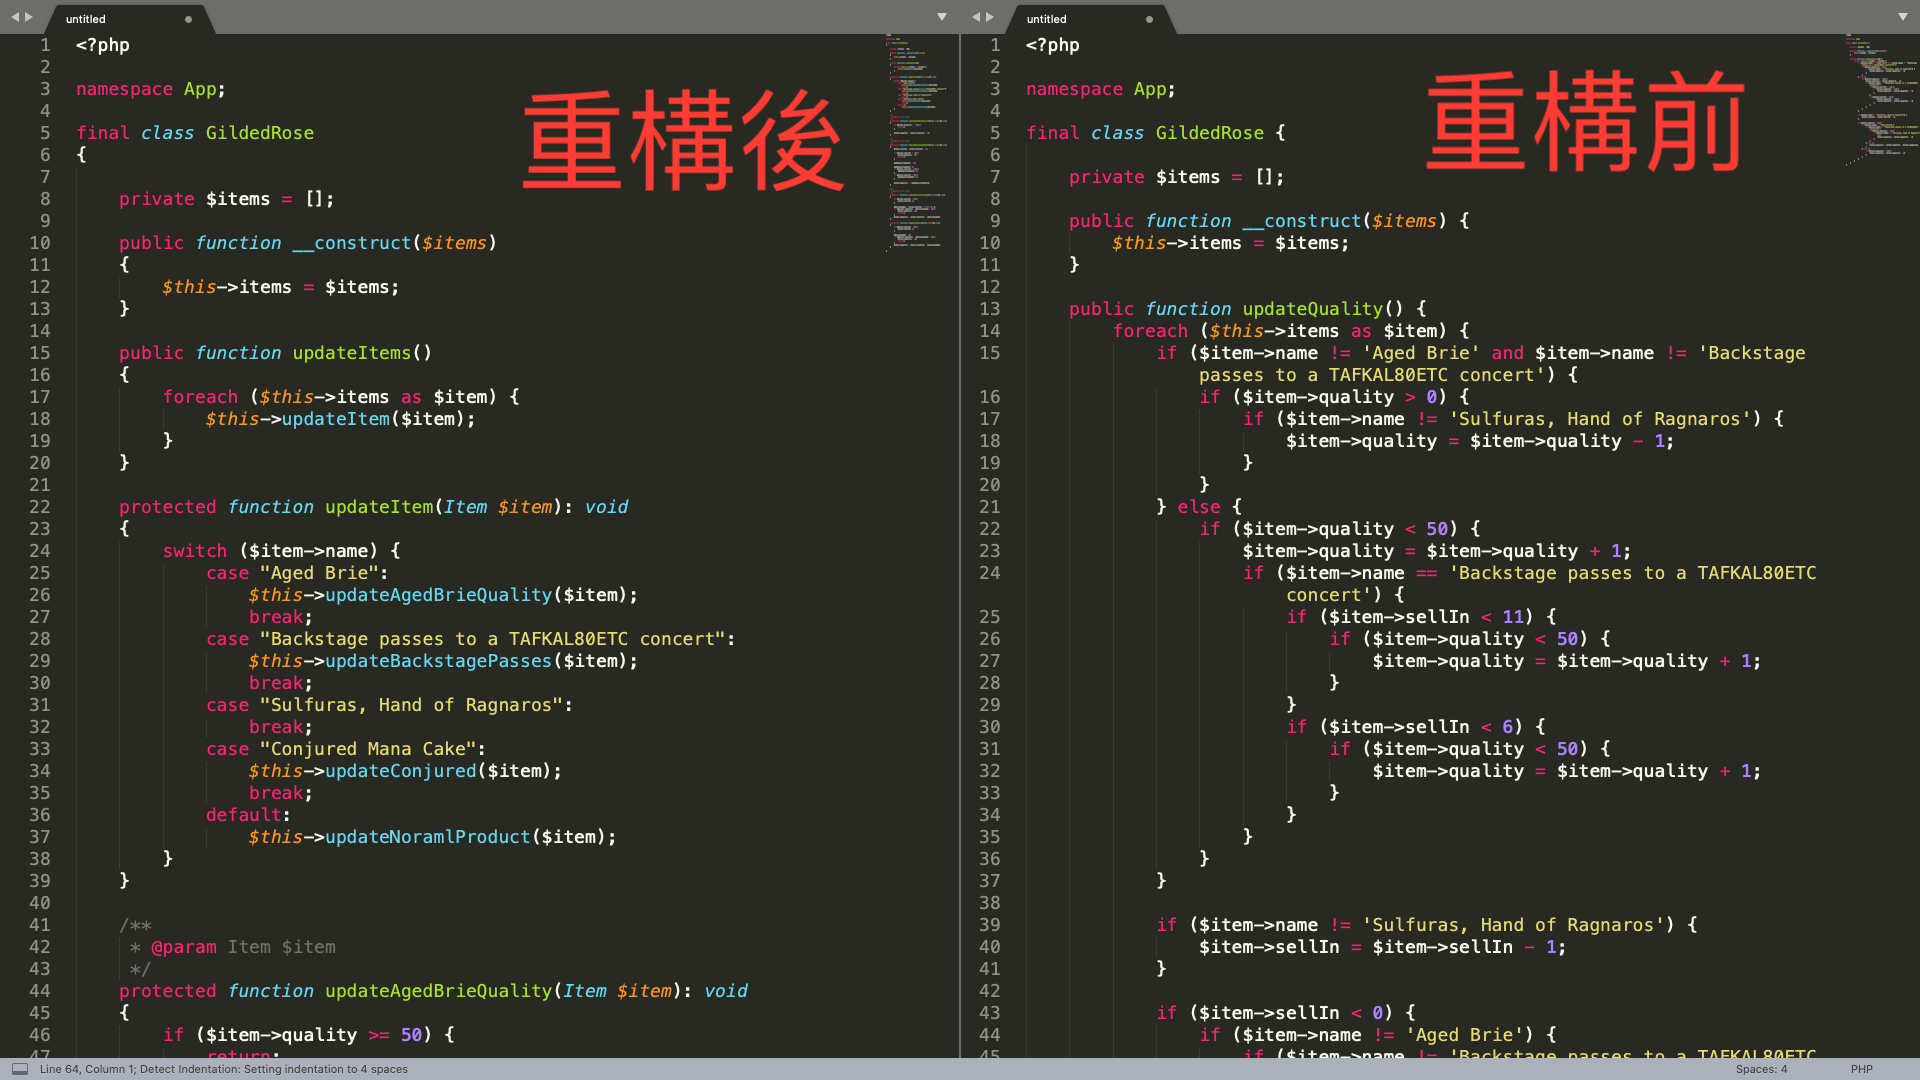 untitled
1 <?php
2
3 namespace App;
4
5 final class GildedRose
6 {
7
8 private $items = [];
9
10 public function __construct($items)
11 {
12 $this->items = $items;
13 }
14
15 public function updateItems()
16 {
17 foreach ($this->items as $item) {
18 $this->updateItem($item);
19 }
20 }
21
22 protected function updateItem(Item $item): void
23 {
24 switch ($item->name) {
25 case "Aged Brie":
26 $this->updateAgedBrieQuality($item);
27 break;
28 case "Backstage passes to a TAFKAL80ETC concert":
29 $this->updateBackstagePasses($item);
30 break;
31 case "Sulfuras, Hand of Ragnaros":
32 break;
33 case "Conjured Mana Cake":
34 $this->updateConjured($item);
35 break;
36 default:
37 $this->updateNoramlProduct($item);
38 }
39 }
40
41 /**
42 * @param Item $item
43 */
44 protected function updateAgedBrieQuality(Item $item): void
45 {
46 if ($item->quality >= 50) {
47 return;
重構後
untitled
1 <?php
2
3 namespace App;
4
5 final class GildedRose {
6
7 private $items = [];
8
9 public function __construct($items) {
10 $this->items = $items;
11 }
12
13 public function updateQuality() {
14 foreach ($this->items as $item) {
15 if ($item->name != 'Aged Brie' and $item->name != 'Backstage
passes to a TAFKAL80ETC concert') {
16 if ($item->quality > 0) {
17 if ($item->name != 'Sulfuras, Hand of Ragnaros') {
18 $item->quality = $item->quality - 1;
19 }
20 }
21 } else {
22 if ($item->quality < 50) {
23 $item->quality = $item->quality + 1;
24 if ($item->name == 'Backstage passes to a TAFKAL80ETC
concert') {
25 if ($item->sellIn < 11) {
26 if ($item->quality < 50) {
27 $item->quality = $item->quality + 1;
28 }
29 }
30 if ($item->sellIn < 6) {
31 if ($item->quality < 50) {
32 $item->quality = $item->quality + 1;
33 }
34 }
35 }
36 }
37 }
38
39 if ($item->name != 'Sulfuras, Hand of Ragnaros') {
40 $item->sellIn = $item->sellIn - 1;
41 }
42
43 if ($item->sellIn < 0) {
44 if ($item->name != 'Aged Brie') {
45 if ($item->name != 'Backstage passes to a TAFKAL80ETC
重構前
Line 64, Column 1; Detect Indentation: Setting indentation to 4 spaces
Spaces: 4
PHP